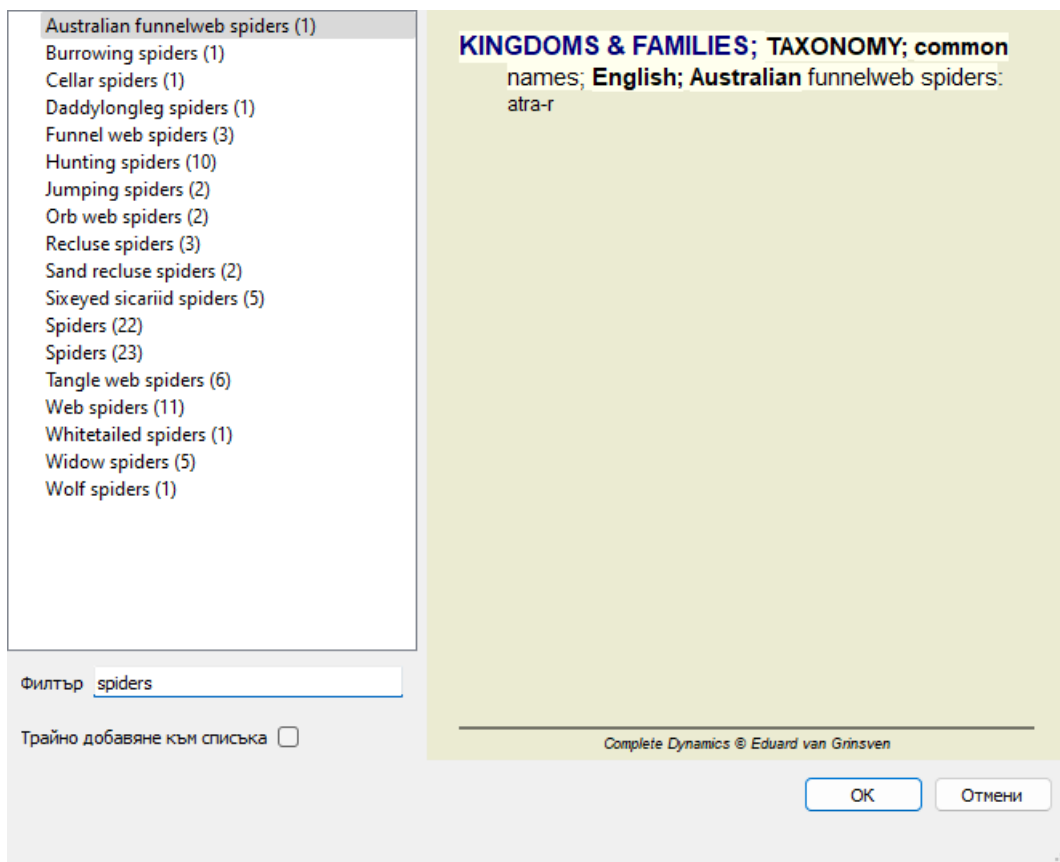 Australian funnelweb spiders (1)
Burrowing spiders (1)
Cellar spiders (1)
Daddylongleg spiders (1)
Funnel web spiders (3)
Hunting spiders (10)
Jumping spiders (2)
Orb web spiders (2)
Recluse spiders (3)
Sand recluse spiders (2)
Sixeyed sicariid spiders (5)
Spiders (22)
Spiders (23)
Tangle web spiders (6)
Web spiders (11)
Whitetailed spiders (1)
Widow spiders (5)
Wolf spiders (1)
Филтър spiders
Трайно добавяне към списъка
KINGDOMS & FAMILIES; TAXONOMY; common
names; English; Australian funnelweb spiders:
atra-r
Complete Dynamics © Eduard van Grinsven
OK Отмени